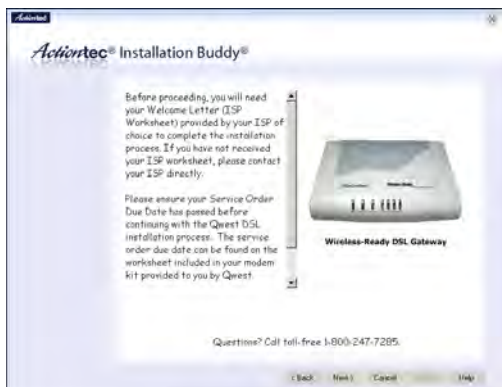 Actiontec
Actiontec® Installation Buddy®
Before proceeding, you will need
your Welcome Letter (ISP
Worksheet) provided by your ISP of
choice to complete the installation
process. If you have not received
your ISP worksheet, please contact
your ISP directly.
Please ensure your Service Order
Due Date has passed before
continuing with the Qwest DSL
installation process. The service
order due date can be found on the
worksheet included in your modem
kit provided to you by Qwest.
Wireless-Ready DSL Gateway
Questions? Call toll-free 1-800-247-7285.
< Back Next > Cancel Help